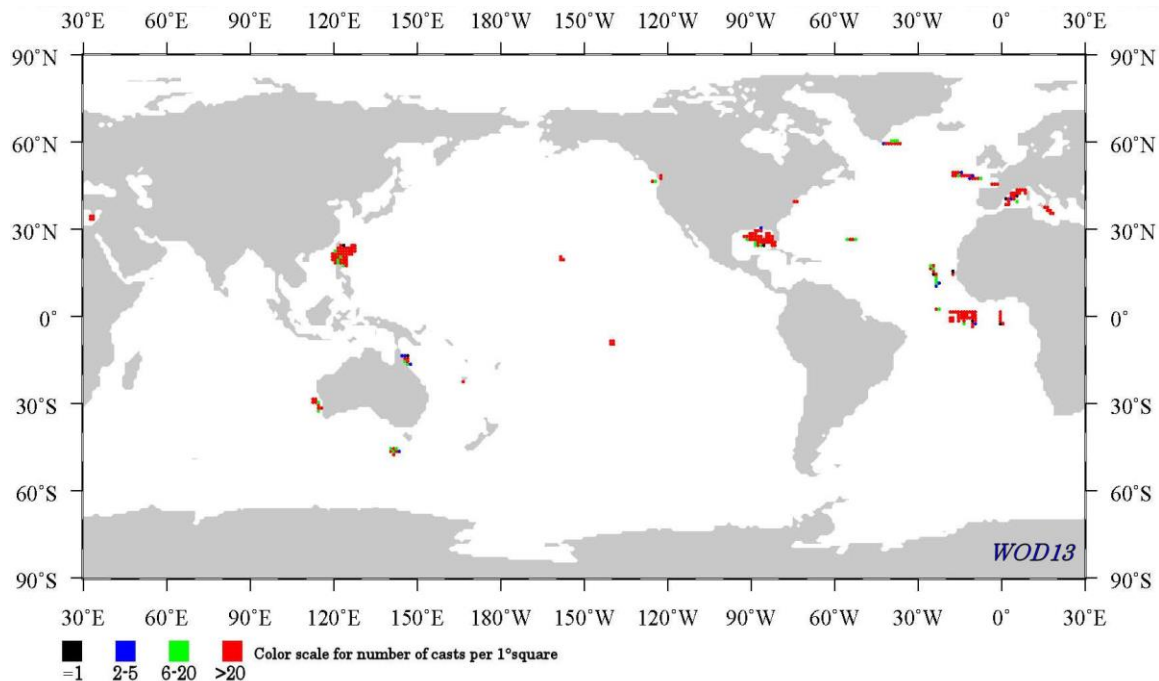 30˚E 60˚E 90˚E 120˚E 150˚E 180˚W 150˚W 120˚W 90˚W 60˚W 30˚W 0˚ 30˚E
90˚N 90˚N
60˚N 60˚N
30˚N 30˚N
0˚ 0˚
30˚S 30˚S
60˚S 60˚S
WOD13
90˚S 90˚S
30˚E 60˚E 90˚E 120˚E 150˚E 180˚W 150˚W 120˚W 90˚W 60˚W 30˚W 0˚ 30˚E
Color scale for number of casts per 1°square
=1 2-5 6-20 >20